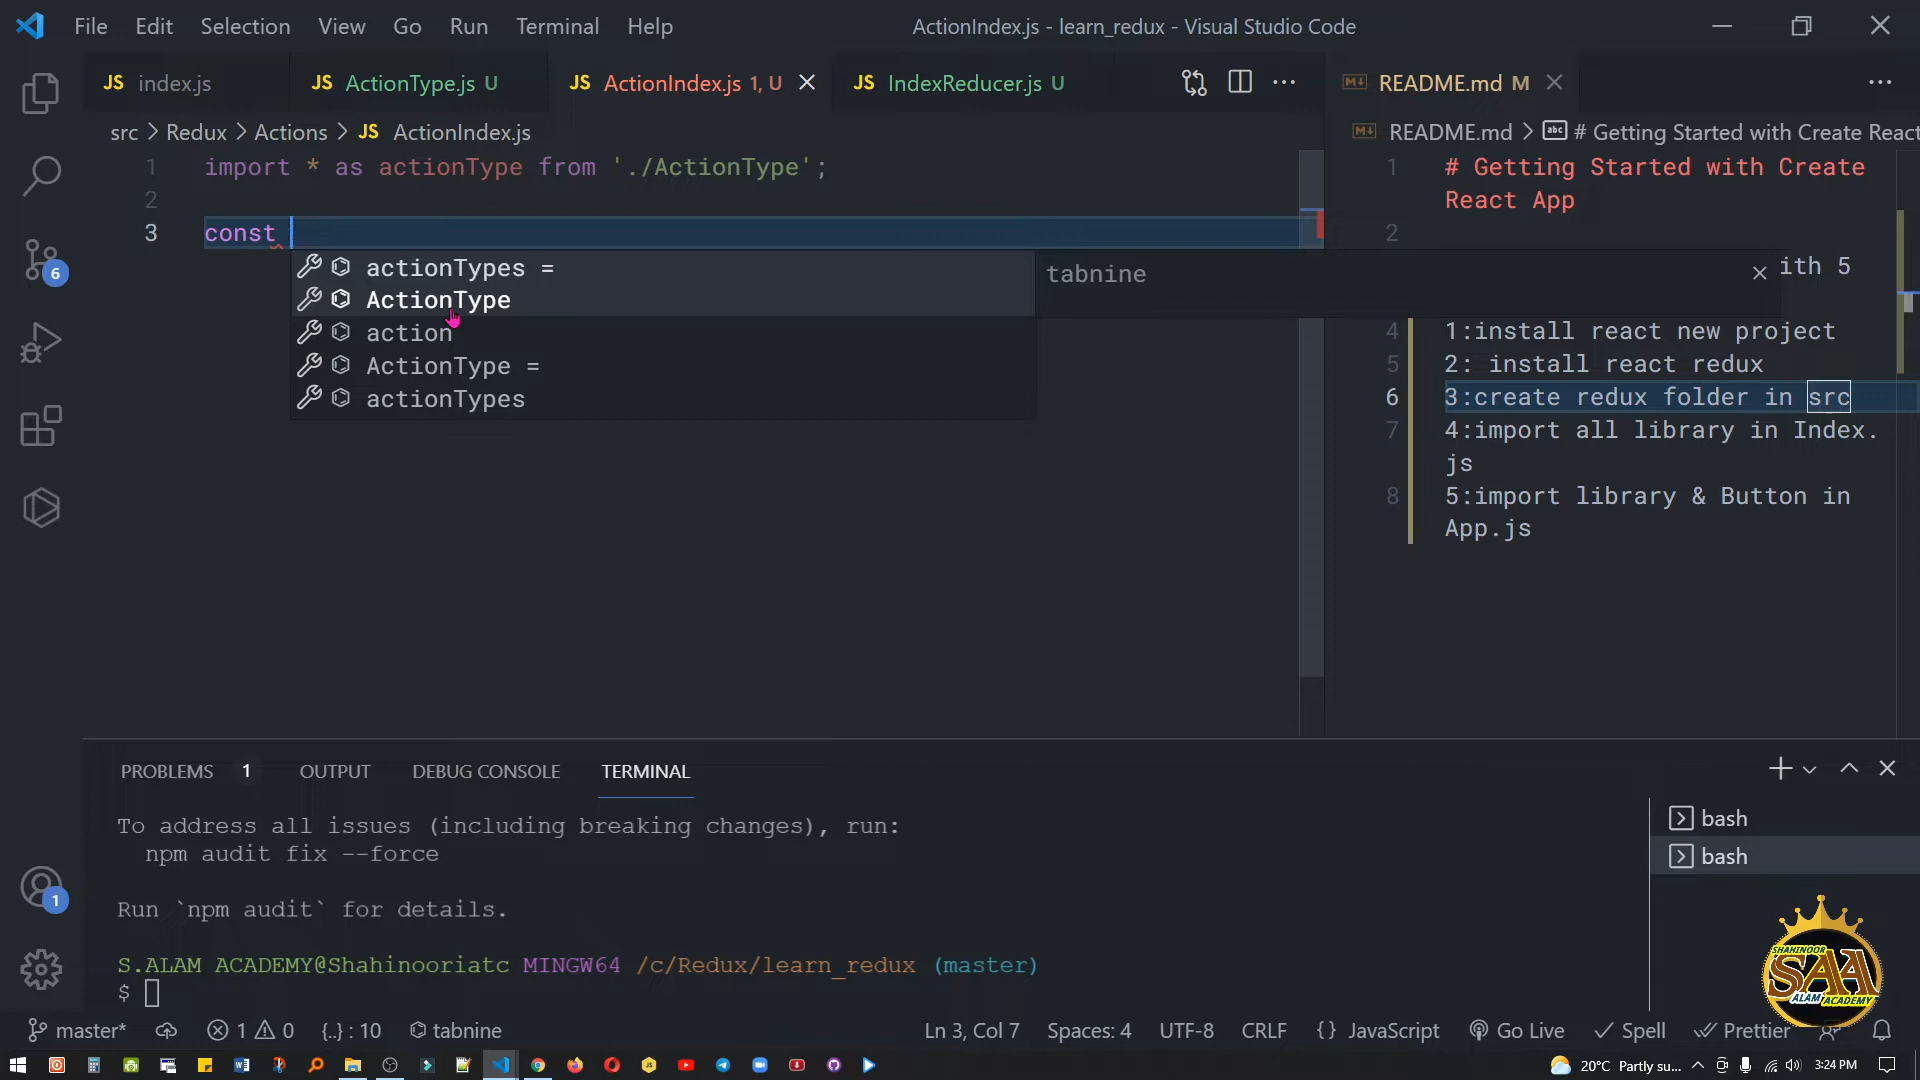 File Edit Selection View Go Run Terminal Help ActionIndex.js - learn_redux - Visual Studio Code
JS index.js JS ActionType.js U JS ActionIndex.js 1, U JS IndexReducer.js U
README.md M
src > Redux > Actions > JS ActionIndex.js
README.md > abc # Getting Started with Create React
1 import * as actionType from './ActionType';
2
3 const
actionTypes =
ActionType
action
ActionType =
actionTypes
tabnine
1 # Getting Started with Create
React App
2
ith 5
4 1:install react new project
5 2: install react redux
6 3:create redux folder in src
7 4:import all library in Index.
js
8 5:import library & Button in
App.js
6
1
PROBLEMS 1 OUTPUT DEBUG CONSOLE TERMINAL
To address all issues (including breaking changes), run:
npm audit fix --force
Run `npm audit` for details.
S.ALAM ACADEMY@Shahinooriatc MINGW64 /c/Redux/learn_redux (master)
$
bash
bash
SHAHINOOR
SAA
ALAM ACADEMY
master* 1 0 {..} : 10 tabnine Ln 3, Col 7 Spaces: 4 UTF-8 CRLF {} JavaScript Go Live Spell Prettier
20°C Partly su... 3:24 PM